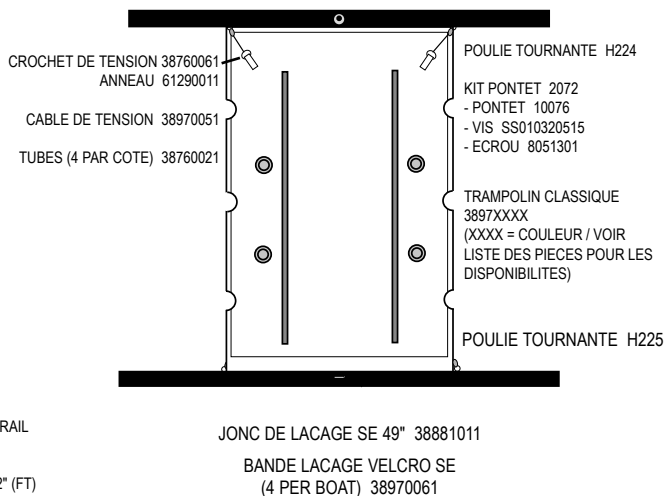 CROCHET DE TENSION 38760061
ANNEAU 61290011
CABLE DE TENSION 38970051
TUBES (4 PAR COTE) 38760021
POULIE TOURNANTE H224
KIT PONTET 2072
- PONTET 10076
- VIS SS010320515
- ECROU 8051301
TRAMPOLIN CLASSIQUE
3897XXXX
(XXXX = COULEUR / VOIR
LISTE DES PIECES POUR LES
DISPONIBILITES)
POULIE TOURNANTE H225
RAIL
2" (FT)
JONC DE LACAGE SE 49" 38881011
BANDE LACAGE VELCRO SE
(4 PER BOAT) 38970061